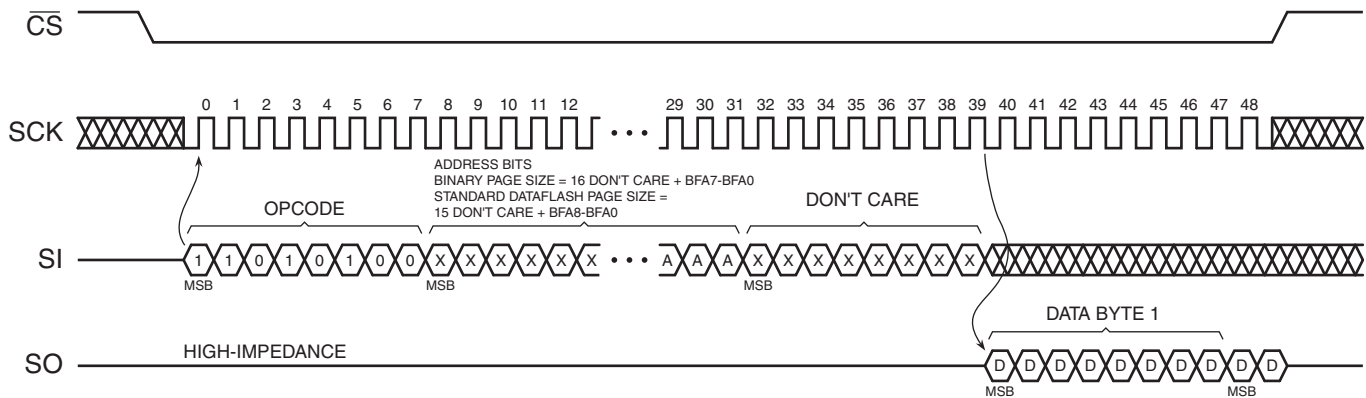 CS
0 1 2 3 4 5 6 7 8 9 10 11 12 29 30 31 32 33 34 35 36 37 38 39 40 41 42 43 44 45 46 47 48
SCK
ADDRESS BITS
BINARY PAGE SIZE = 16 DON'T CARE + BFA7-BFA0
STANDARD DATAFLASH PAGE SIZE =
15 DON'T CARE + BFA8-BFA0
OPCODE
DON'T CARE
SI 1 1 0 1 0 1 0 0 X X X X X X A A A X X X X X X X X
MSB MSB MSB
DATA BYTE 1
HIGH-IMPEDANCE
SO D D D D D D D D D D
MSB MSB